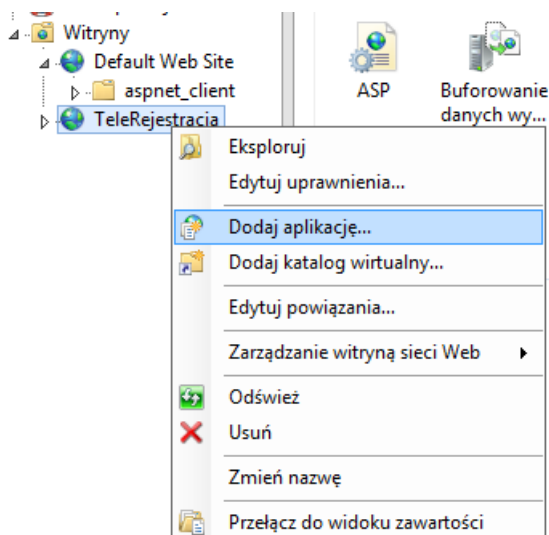 Witryny
Default Web Site
aspnet_client
TeleRejestracja
ASP
Buforowanie
danych wy...
Eksploruj
Edytuj uprawnienia...
Dodaj aplikację...
Dodaj katalog wirtualny...
Edytuj powiązania...
Zarządzanie witryną sieci Web
Odśwież
Usuń
Zmień nazwę
Przełącz do widoku zawartości